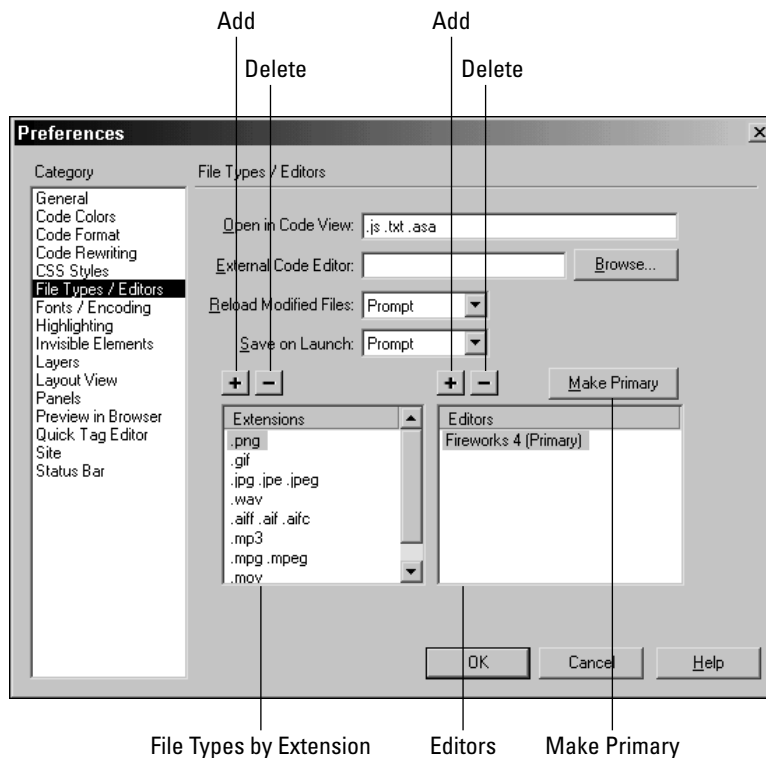 Add Add
Delete Delete
Preferences
Category
General
Code Colors
Code Format
Code Rewriting
CSS Styles
File Types / Editors
Fonts / Encoding
Highlighting
Invisible Elements
Layers
Layout View
Panels
Preview in Browser
Quick Tag Editor
Site
Status Bar
File Types / Editors
Open in Code View: .js .txt .asa
External Code Editor: Browse...
Reload Modified Files: Prompt
Save on Launch: Prompt
+ − + − Make Primary
Extensions
.png
.gif
.jpg .jpe .jpeg
.wav
.aiff .aif .aifc
.mp3
.mpg .mpeg
.mov
Editors
Fireworks 4 (Primary)
OK Cancel Help
File Types by Extension Editors Make Primary